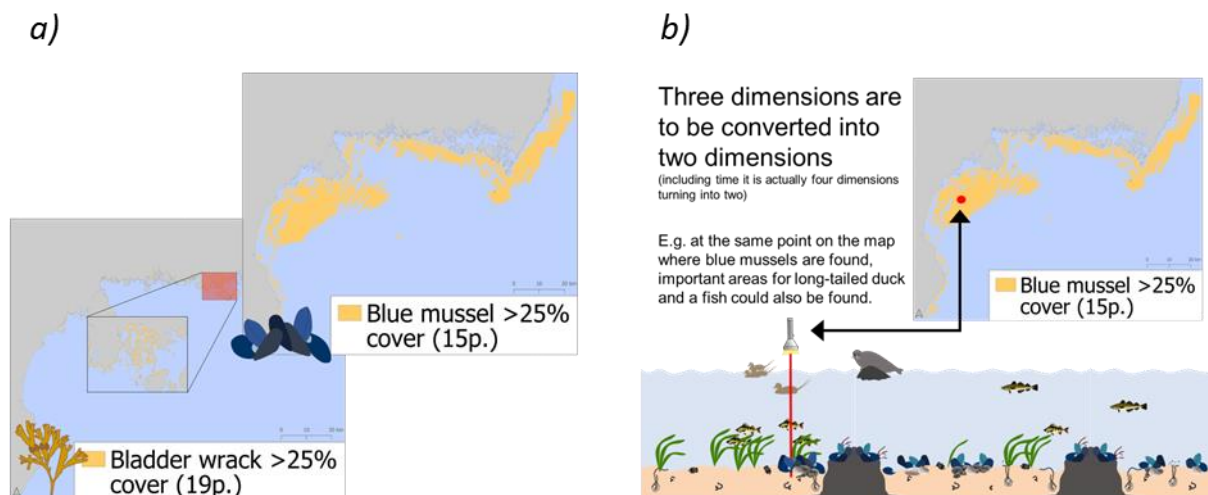 a)
Blue mussel >25%
cover (15p.)
Bladder wrack >25%
cover (19p.)
b)
Three dimensions are
to be converted into
two dimensions
(including time it is actually four dimensions
turning into two)
E.g. at the same point on the map
where blue mussels are found,
important areas for long-tailed duck
and a fish could also be found.
Blue mussel >25%
cover (15p.)